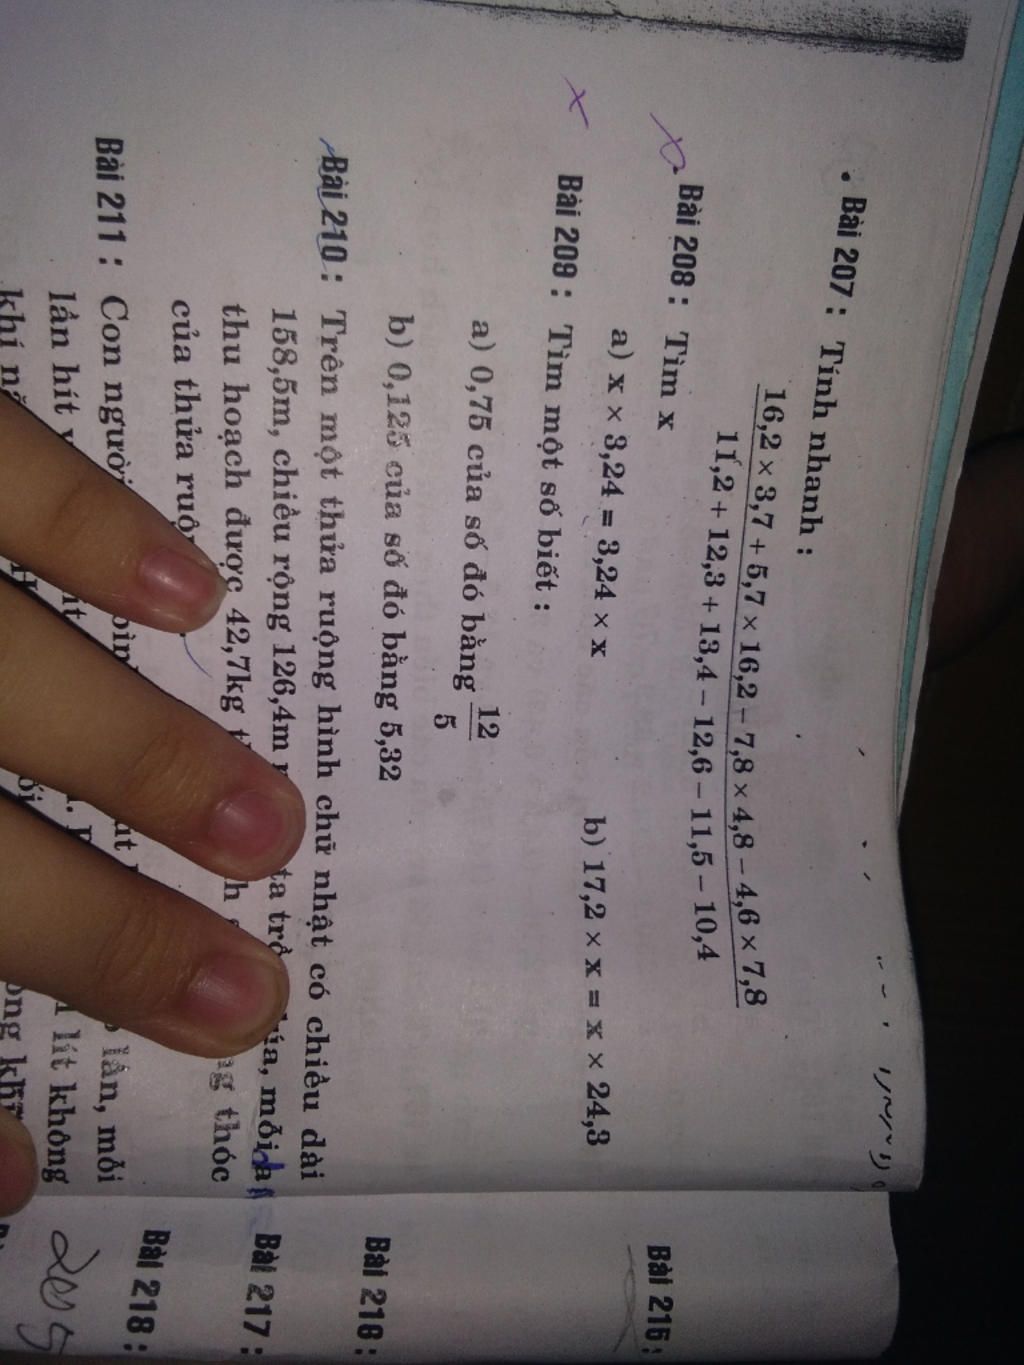 . Bài 207 : Tính nhanh :
16,2 × 3,7 + 5,7 × 16,2 – 7,8 × 4,8 – 4,6 × 7,8
11,2 + 12,3 + 13,4 – 12,6 – 11,5 – 10,4
Bài 208 : Tìm x
a) x × 3,24 = 3,24 × x b) 17,2 × x = x × 24,3
Bài 209 : Tìm một số biết :
a) 0,75 của số đó bằng 12/5
b) 0,125 của số đó bằng 5,32
Bài 210 : Trên một thửa ruộng hình chữ nhật có chiều dài
158,5m, chiều rộng 126,4m ta mỗi a
thu hoạch được 42,7kg thóc
của thửa
Bài 211 : Con người lần, mỗi
lần hít lít không
khí
Bài 215 :
Bài 216 :
Bài 217 :
Bài 218 :